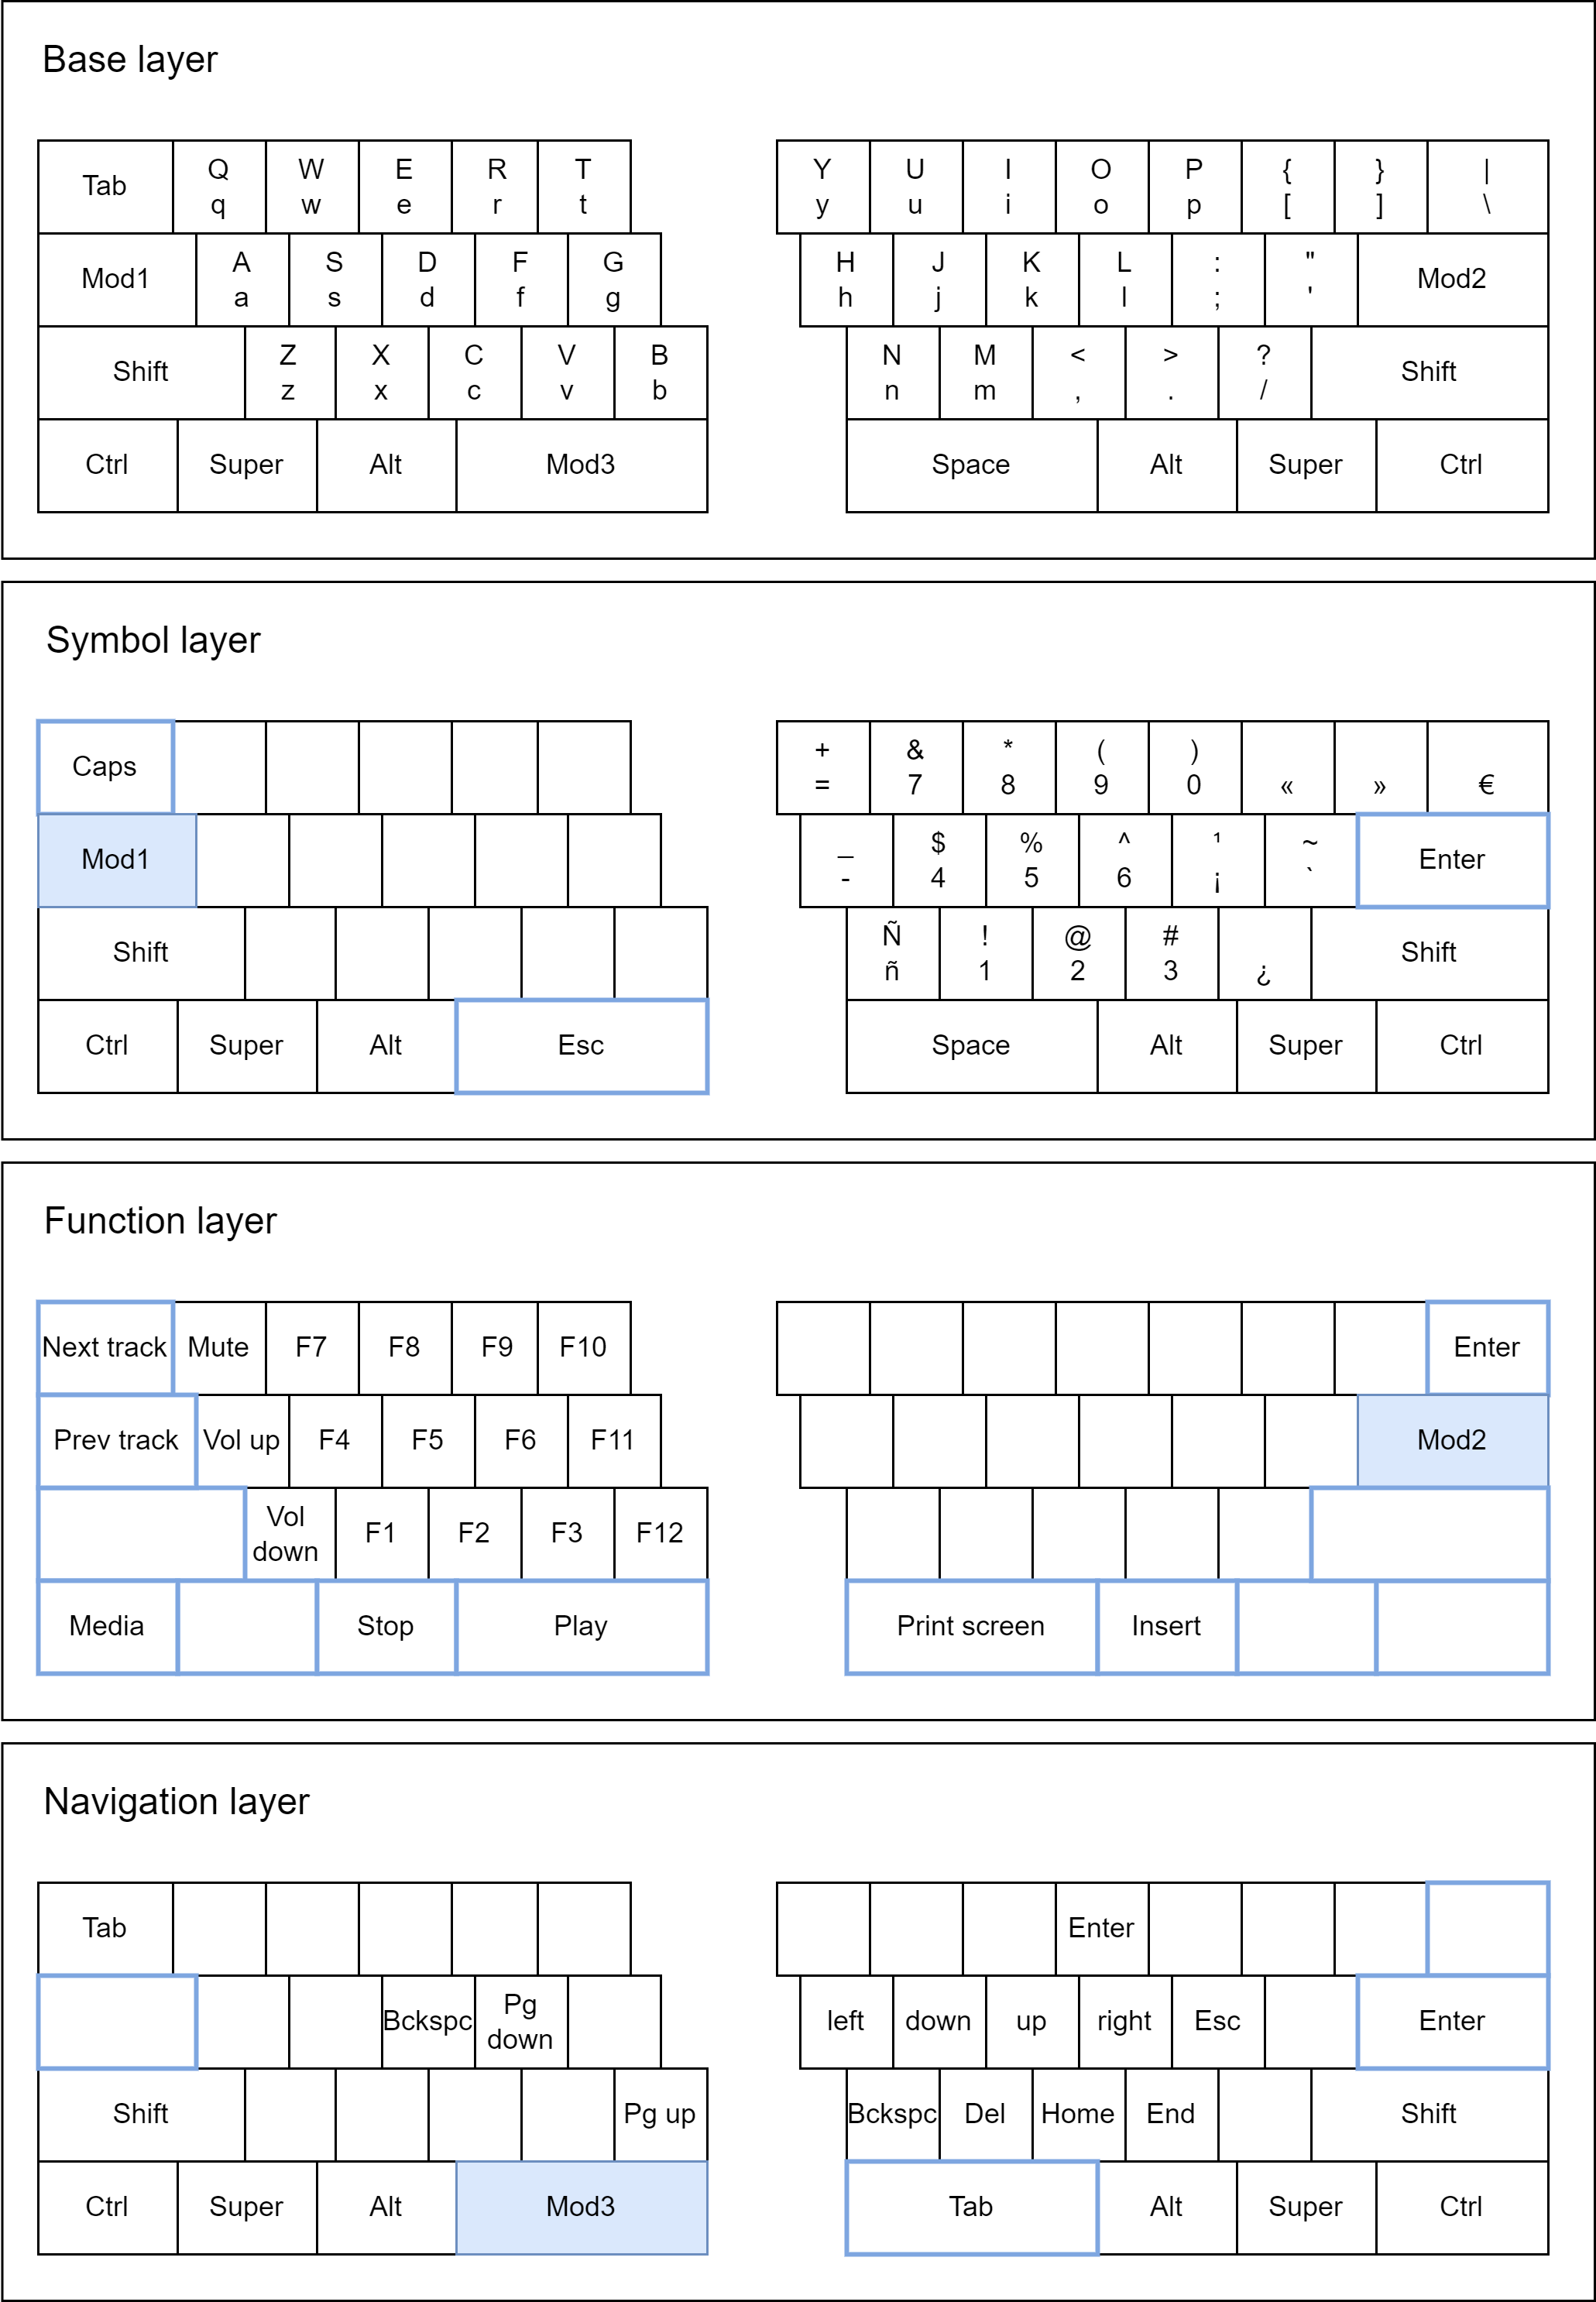 Base layer
Tab Q W E R T Y U I O P { } |
q w e r t y u i o p [ ] \
Mod1 A S D F G H J K L : " Mod2
a s d f g h j k l ; '
Shift Z X C V B N M < > ? Shift
z x c v b n m , . /
Ctrl Super Alt Mod3 Space Alt Super Ctrl
Symbol layer
Caps + & * ( )
= 7 8 9 0 « » €
Mod1 _ $ % ^ ¹ ~ Enter
- 4 5 6 ¡ `
Shift Ñ ! @ # Shift
ñ 1 2 3 ¿
Ctrl Super Alt Esc Space Alt Super Ctrl
Function layer
Next track Mute F7 F8 F9 F10 Enter
Prev track Vol up F4 F5 F6 F11 Mod2
Vol F1 F2 F3 F12
down
Media Stop Play Print screen Insert
Navigation layer
Tab Enter
Bckspc Pg left down up right Esc Enter
down
Shift Pg up Bckspc Del Home End Shift
Ctrl Super Alt Mod3 Tab Alt Super Ctrl